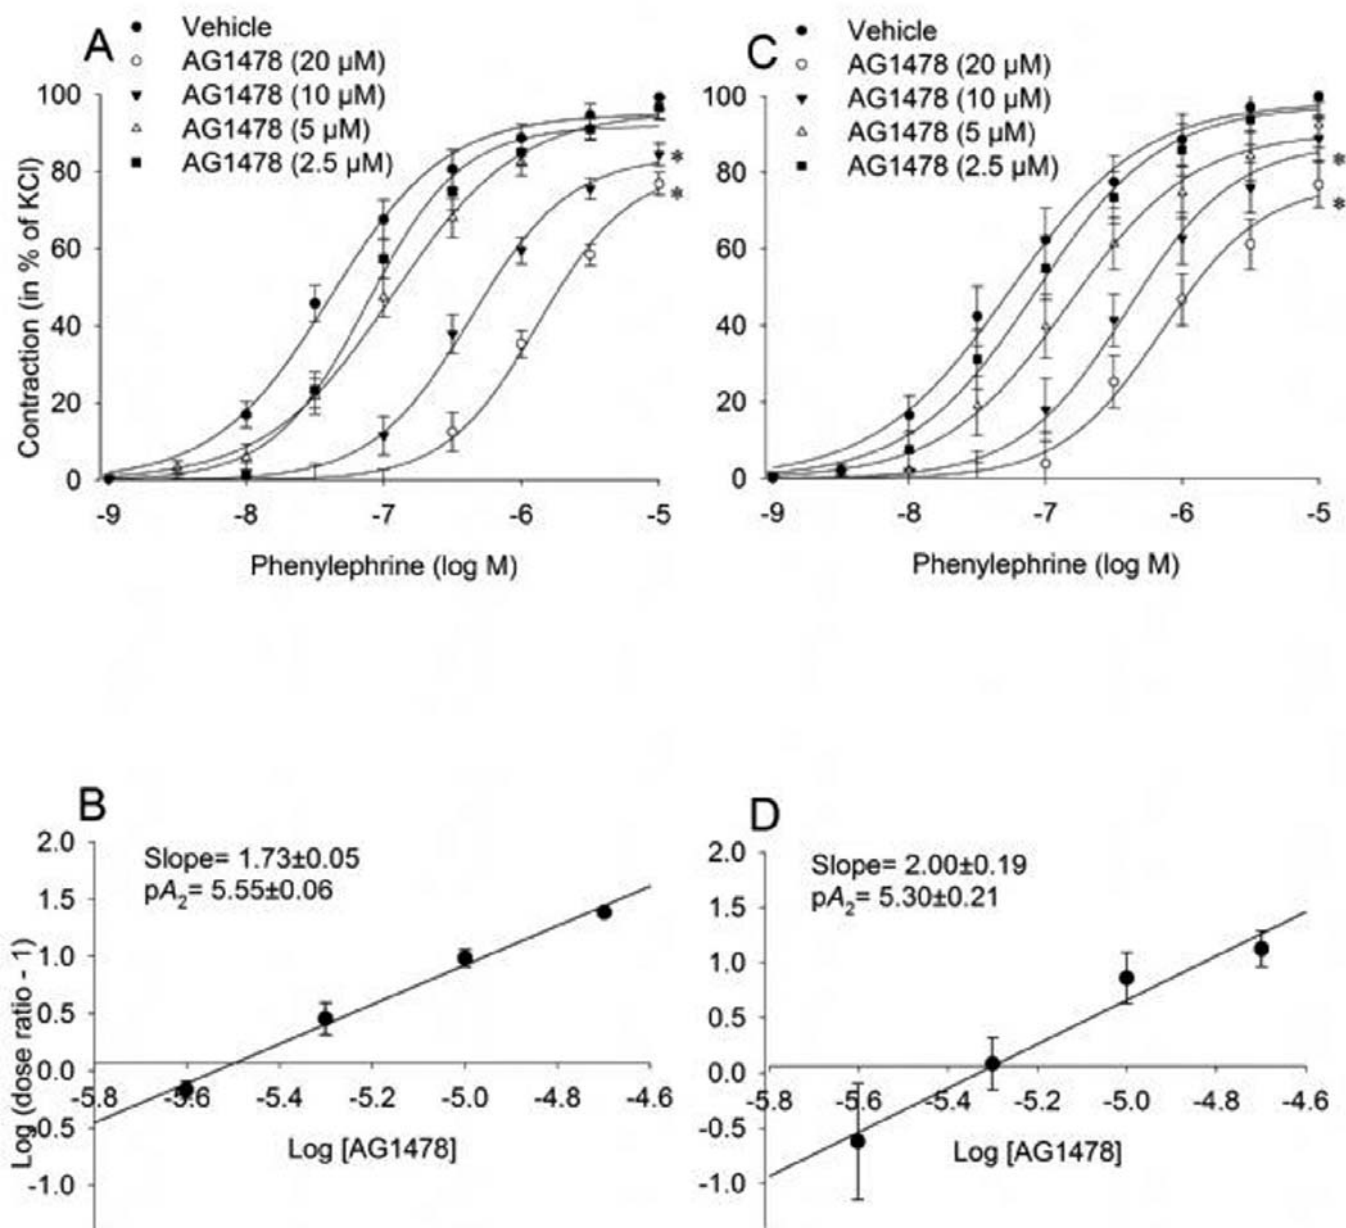 A
Vehicle
AG1478 (20 µM)
AG1478 (10 µM)
AG1478 (5 µM)
AG1478 (2.5 µM)
Contraction (in % of KCl)
100
80
60
40
20
0
*
*
-9 -8 -7 -6 -5
Phenylephrine (log M)
C
Vehicle
AG1478 (20 µM)
AG1478 (10 µM)
AG1478 (5 µM)
AG1478 (2.5 µM)
100
80
60
40
20
0
*
*
-9 -8 -7 -6 -5
Phenylephrine (log M)
B
Slope= 1.73±0.05
pA2= 5.55±0.06
Log (dose ratio - 1)
2.0
1.5
1.0
0.5
0.0
-0.5
-1.0
-5.8 -5.6 -5.4 -5.2 -5.0 -4.8 -4.6
Log [AG1478]
D
Slope= 2.00±0.19
pA2= 5.30±0.21
2.0
1.5
1.0
0.5
0.0
-0.5
-1.0
-5.8 -5.6 -5.4 -5.2 -5.0 -4.8 -4.6
Log [AG1478]